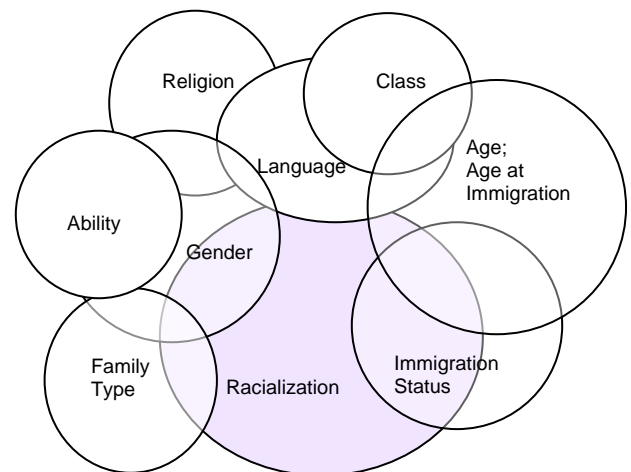 Religion
Class
Language
Age;
Age at
Immigration
Ability
Gender
Family
Type
Racialization
Immigration
Status